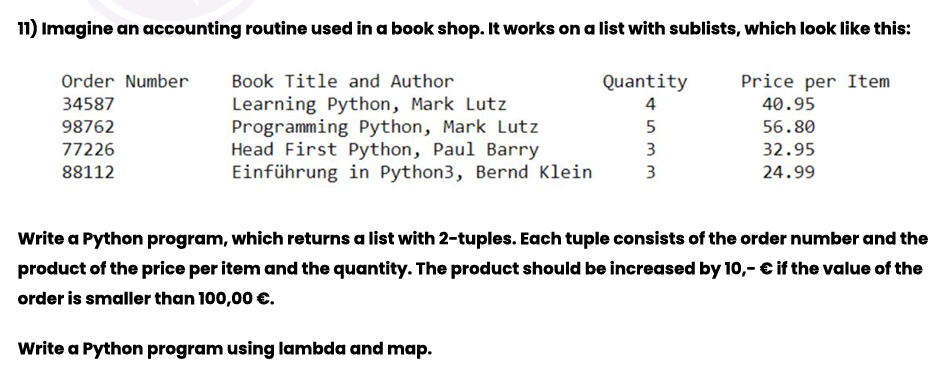 11) Imagine an accounting routine used in a book shop. It works on a list with sublists, which look like this:
Order Number Book Title and Author Quantity Price per Item
34587 Learning Python, Mark Lutz 4 40.95
98762 Programming Python, Mark Lutz 5 56.80
77226 Head First Python, Paul Barry 3 32.95
88112 Einführung in Python3, Bernd Klein 3 24.99
Write a Python program, which returns a list with 2-tuples. Each tuple consists of the order number and the
product of the price per item and the quantity. The product should be increased by 10,- € if the value of the
order is smaller than 100,00 €.
Write a Python program using lambda and map.